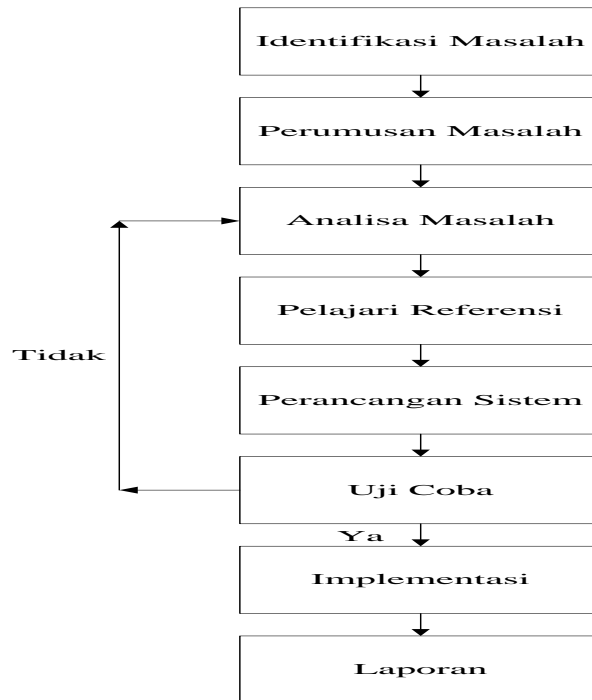 Identifikasi Masalah
Perumusan Masalah
Analisa Masalah
Pelajari Referensi
Tidak
Perancangan Sistem
Uji Coba
Ya
Implementasi
Laporan